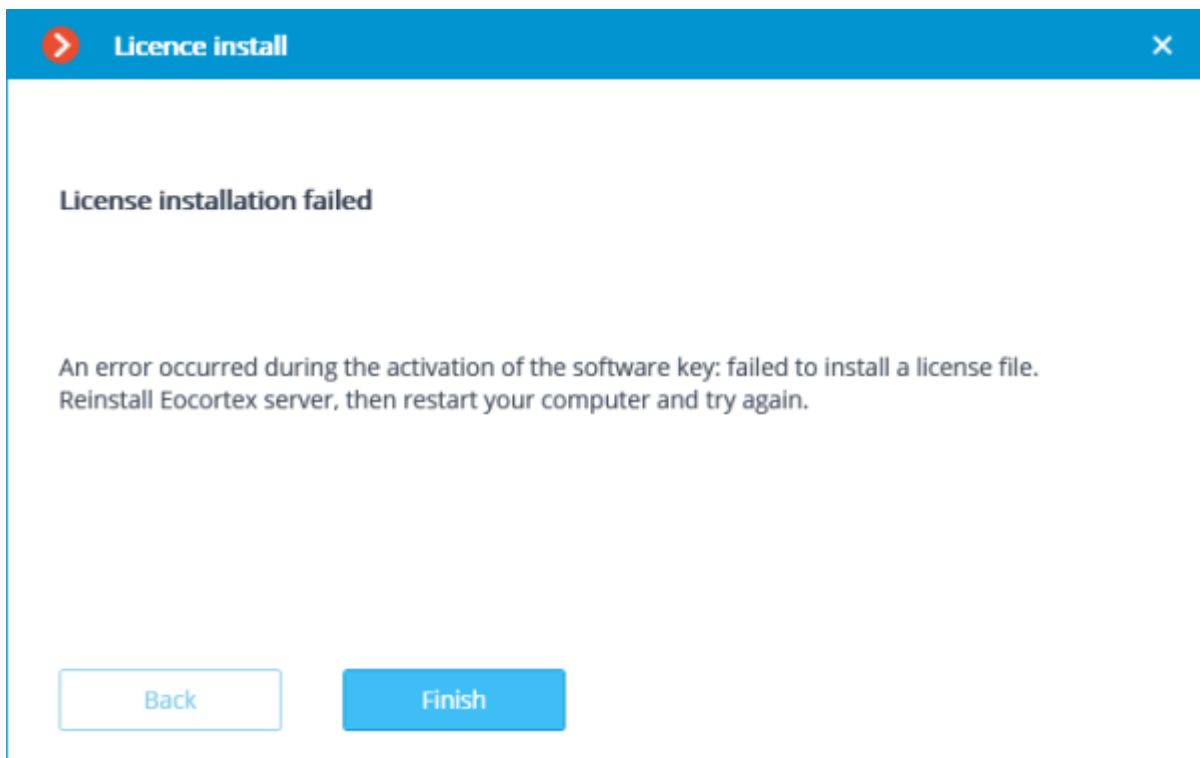 Licence install
License installation failed
An error occurred during the activation of the software key: failed to install a license file.
Reinstall Eocortex server, then restart your computer and try again.
Back
Finish